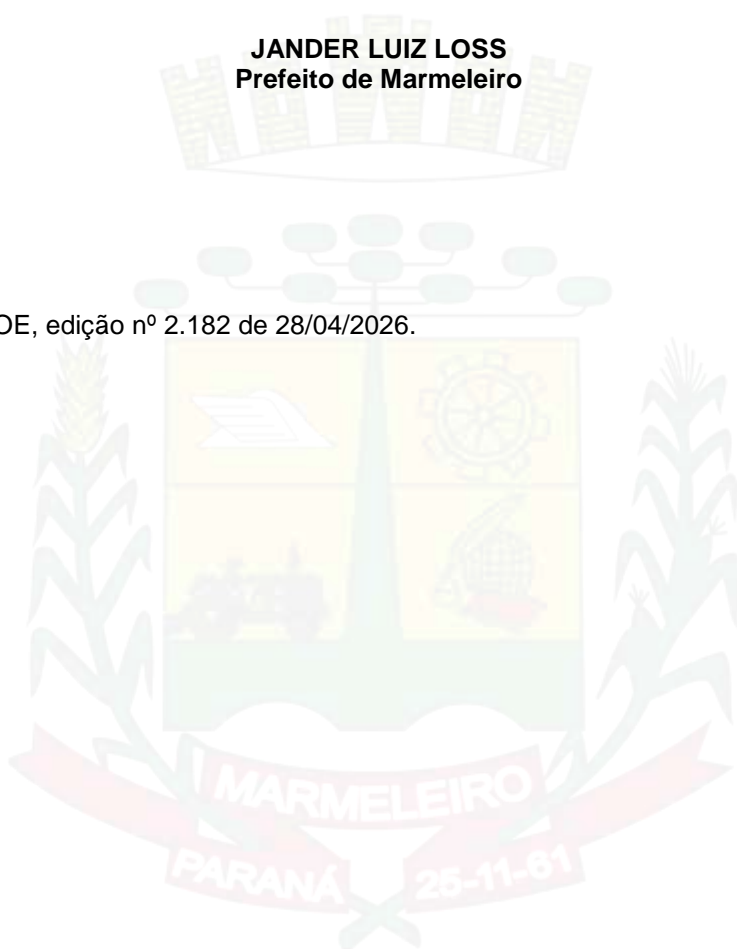 JANDER LUIZ LOSS
Prefeito de Marmeleiro
OE, edição nº 2.182 de 28/04/2026.
MARMELEIRO
PARANÁ 25-11-61